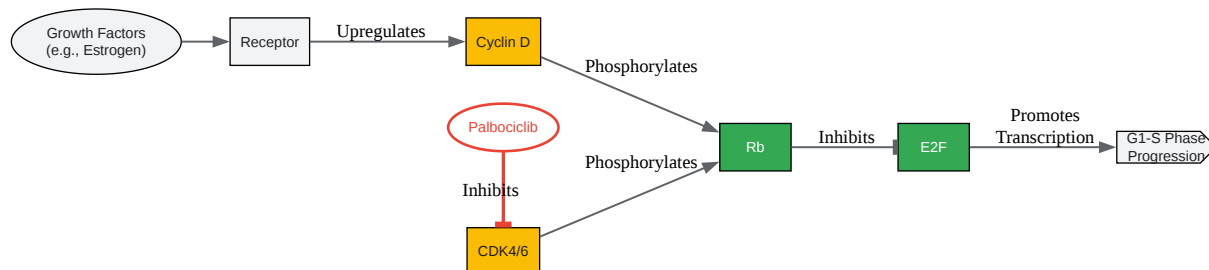 Growth Factors
(e.g., Estrogen)
Receptor
Upregulates
Cyclin D
Phosphorylates
Palbociclib
Inhibits
CDK4/6
Phosphorylates
Rb
Inhibits
E2F
Promotes
Transcription
G1-S Phase
Progression